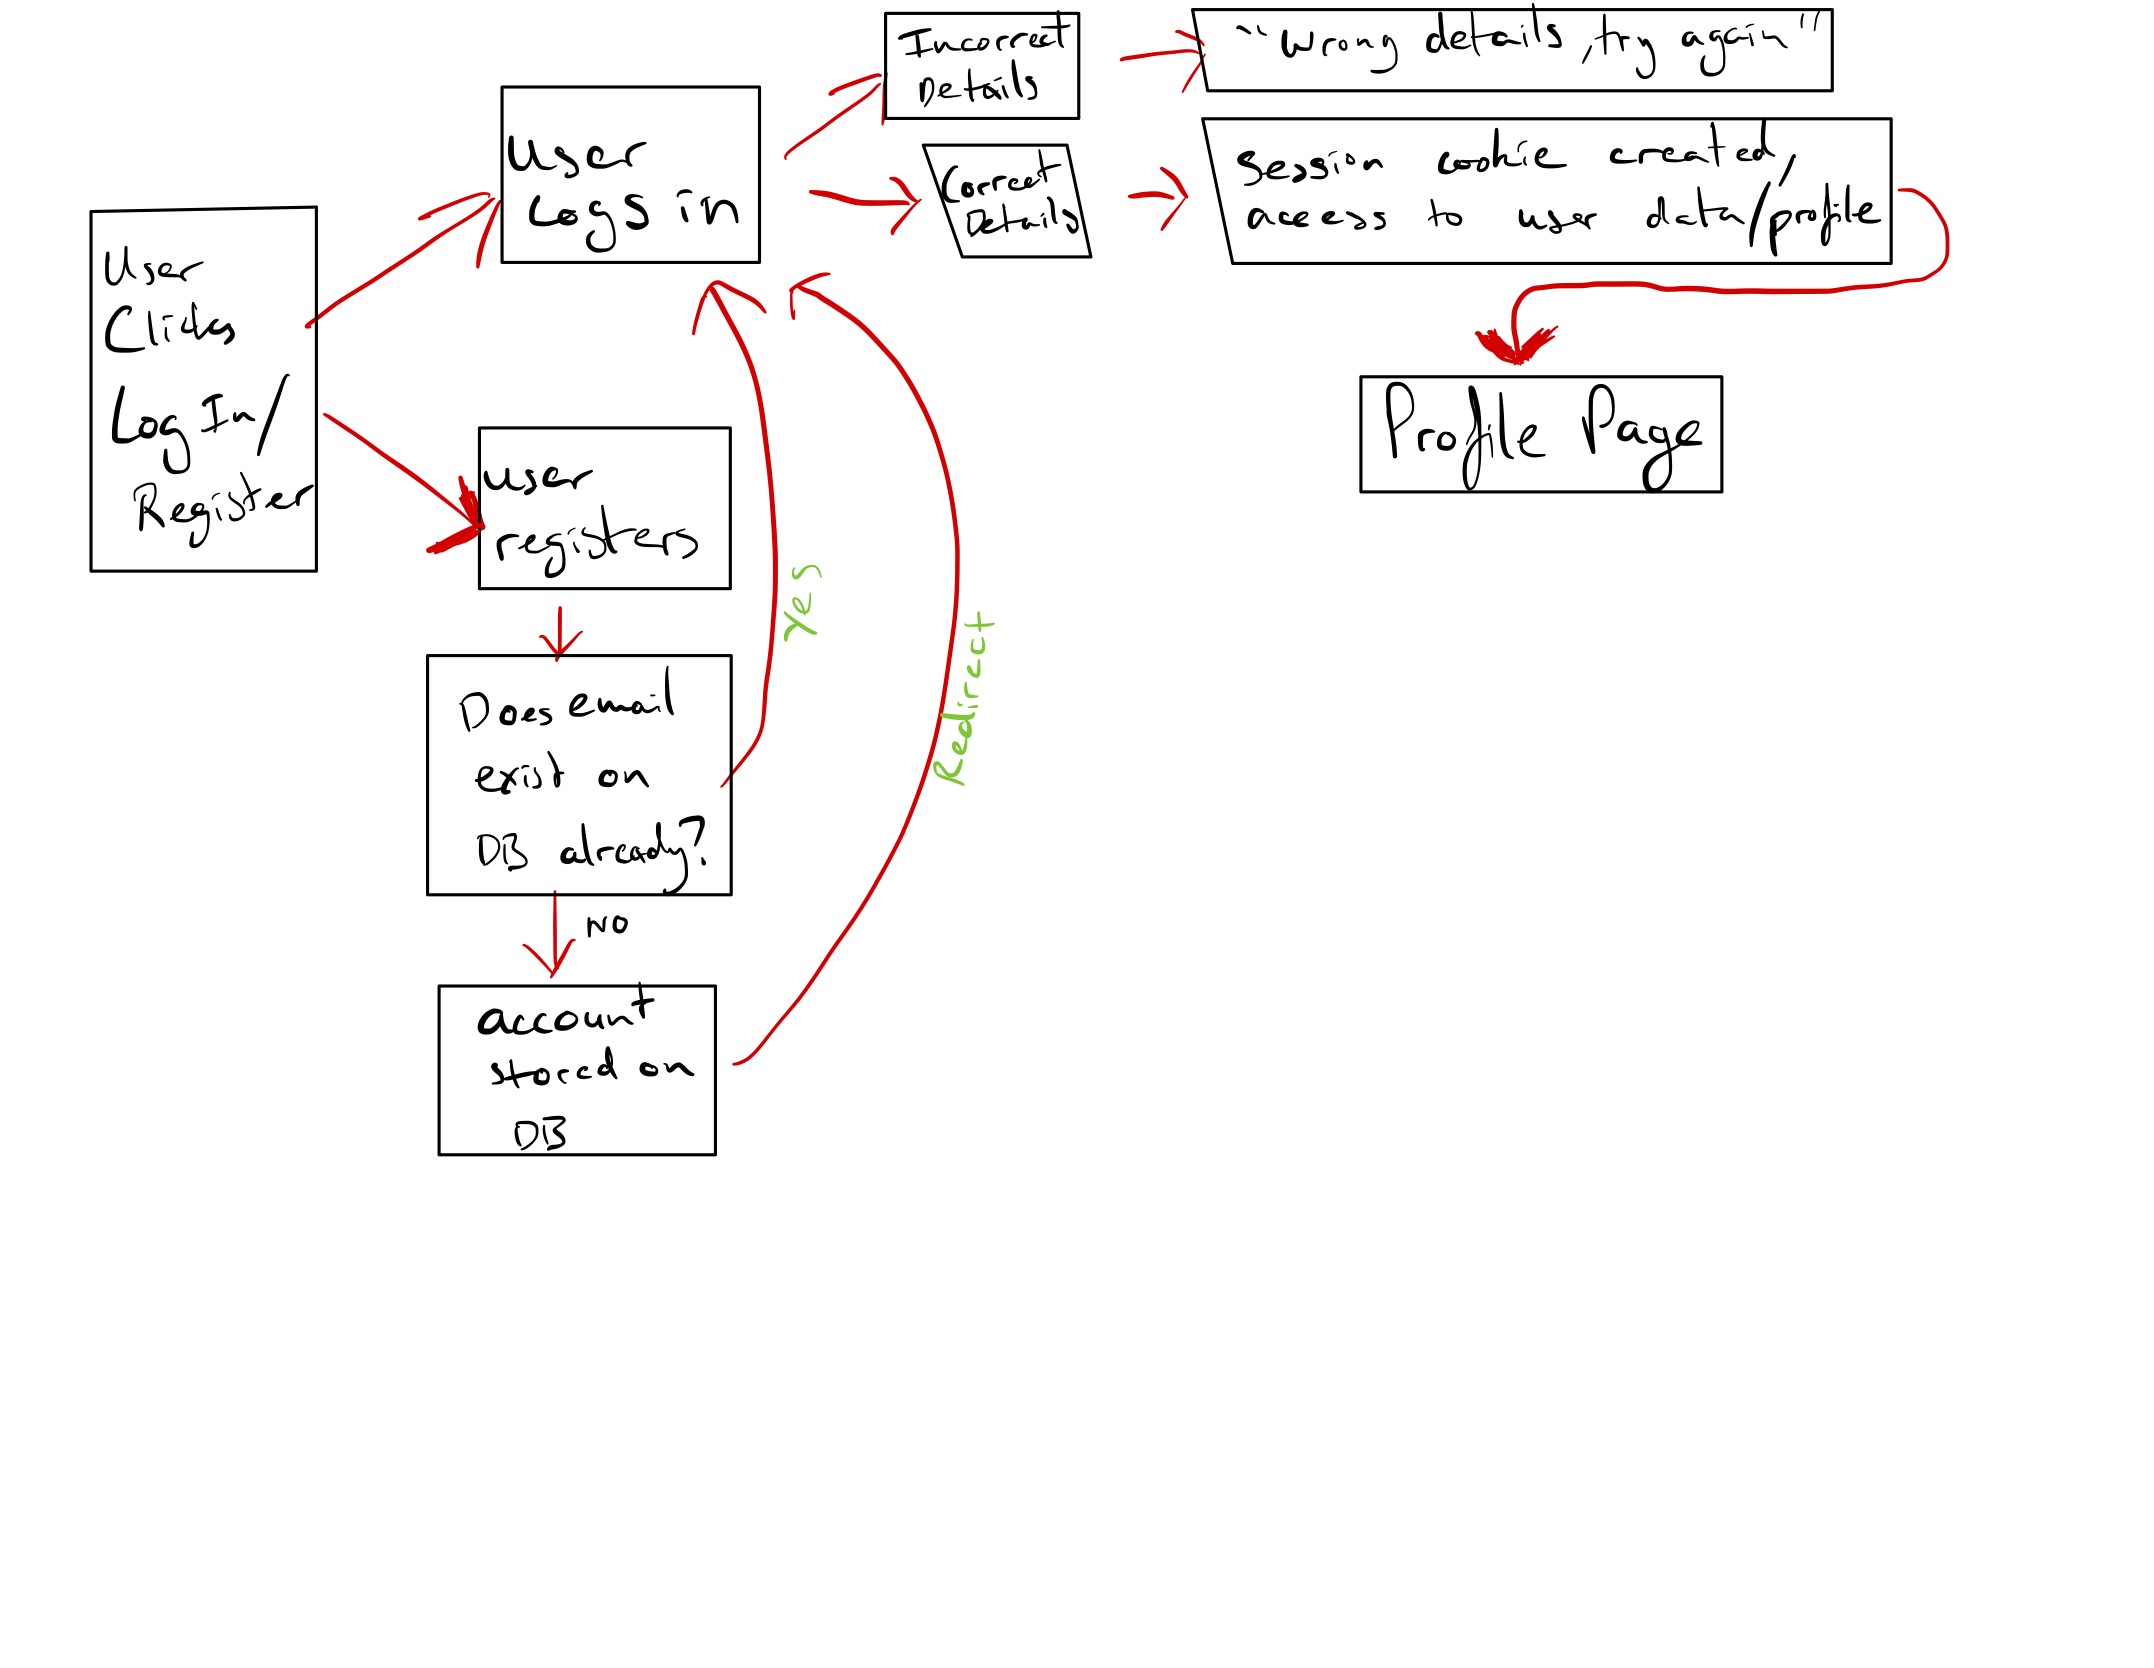 User
Clicks
Log In/
Register
User
Logs in
Incorrect
Details
"wrong details, try again"
Correct
Details
Session cookie created,
access to user data/profile
Profile Page
user
registers
Yes
Redirect
Does email
exist on
DB already?
NO
account
stored on
DB